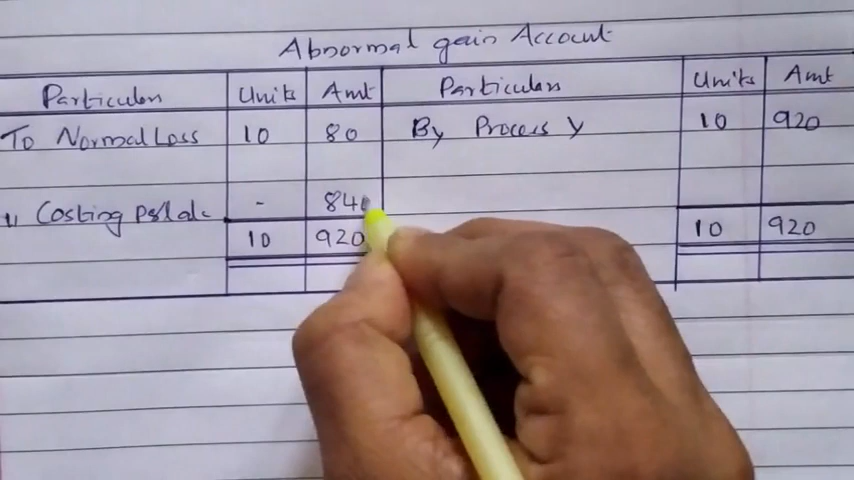 Abnormal gain Account
Particulars Units Amt Particulars Units Amt
To Normal Loss 10 80 By Process Y 10 920
" Costing P&l a/c - 840
10 920 10 920